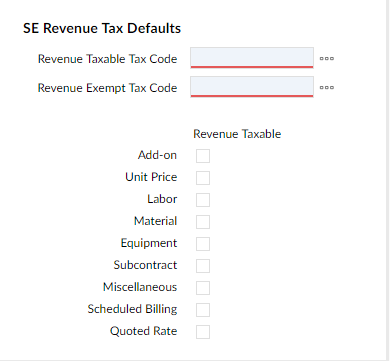 SE Revenue Tax Defaults
Revenue Taxable Tax Code
Revenue Exempt Tax Code
Revenue Taxable
Add-on
Unit Price
Labor
Material
Equipment
Subcontract
Miscellaneous
Scheduled Billing
Quoted Rate